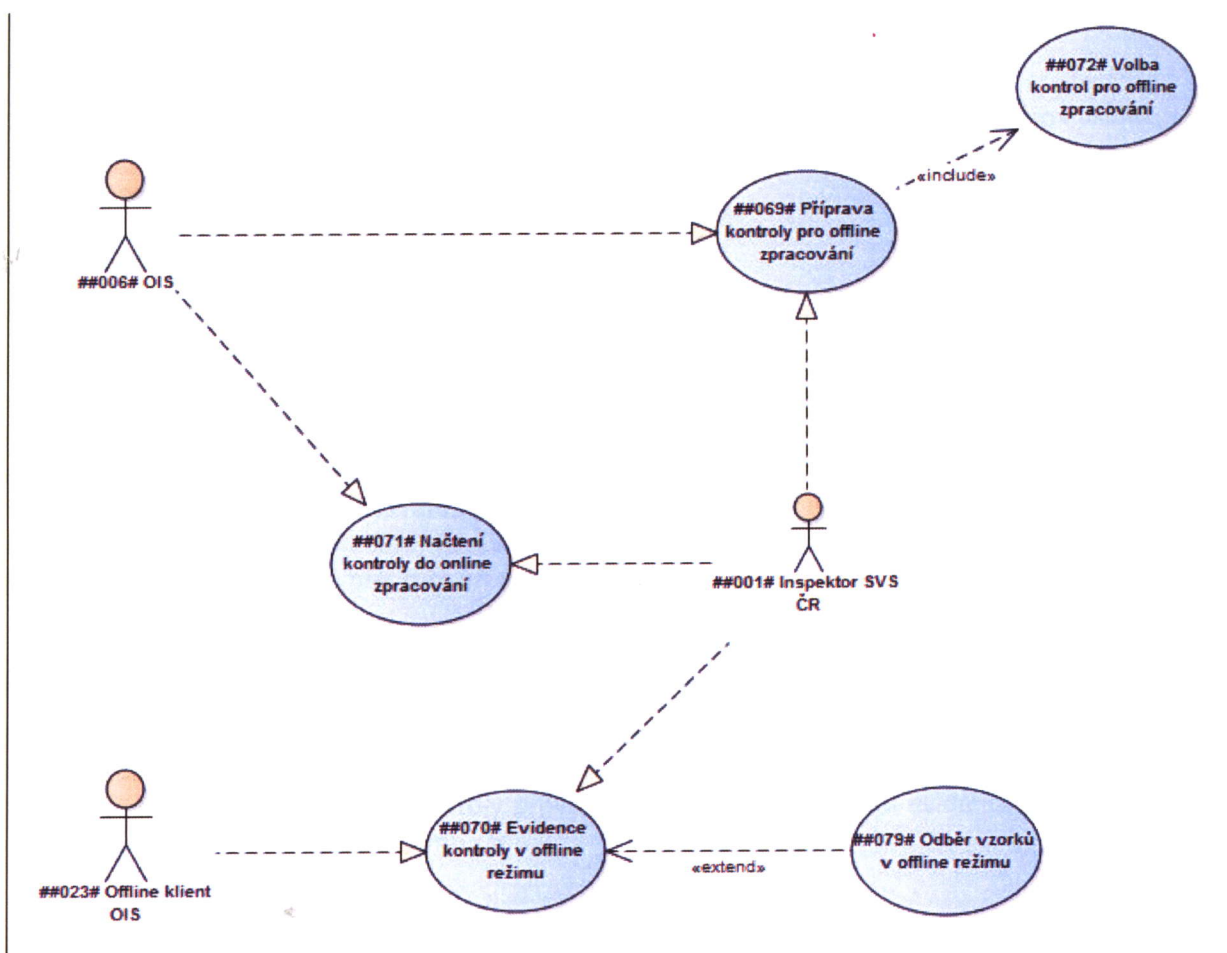 ##072# Volba
kontrol pro offline
zpracování
«include»
##069# Příprava
kontroly pro offline
zpracování
##006# OIS
##071# Načtení
kontroly do online
zpracování
##001# Inspektor SVS
ČR
##070# Evidence
kontroly v offline
režimu
«extend»
##079# Odběr vzorků
v offline režimu
##023# Offline klient
OIS